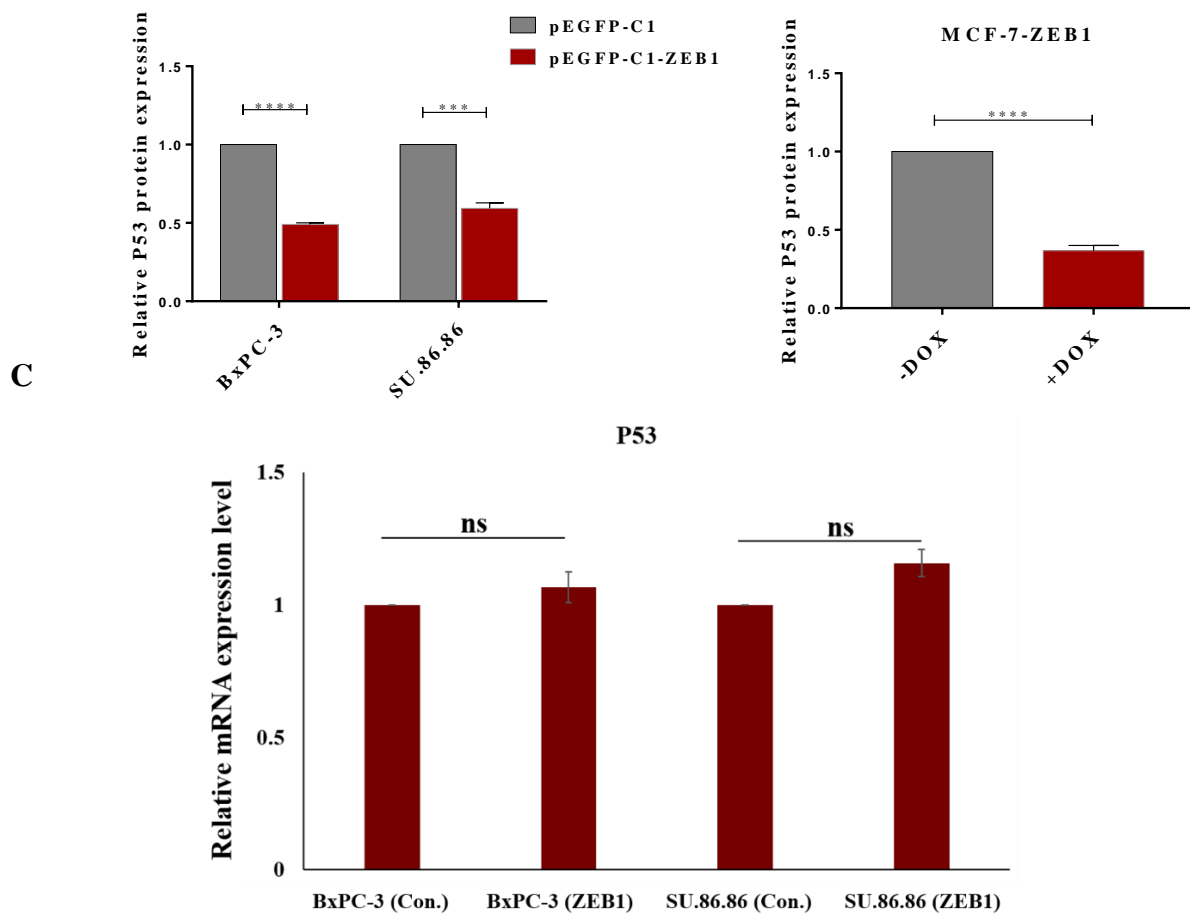 pEGFP-C1
pEGFP-C1-ZEB1
Relative P53 protein expression
1.5
1.0
0.5
0.0
****
***
BxPC-3
SU.86.86
MCF-7-ZEB1
Relative P53 protein expression
1.5
1.0
0.5
0.0
****
-DOX
+DOX
C
P53
Relative mRNA expression level
1.5
1
0.5
0
ns
ns
BxPC-3 (Con.)
BxPC-3 (ZEB1)
SU.86.86 (Con.)
SU.86.86 (ZEB1)